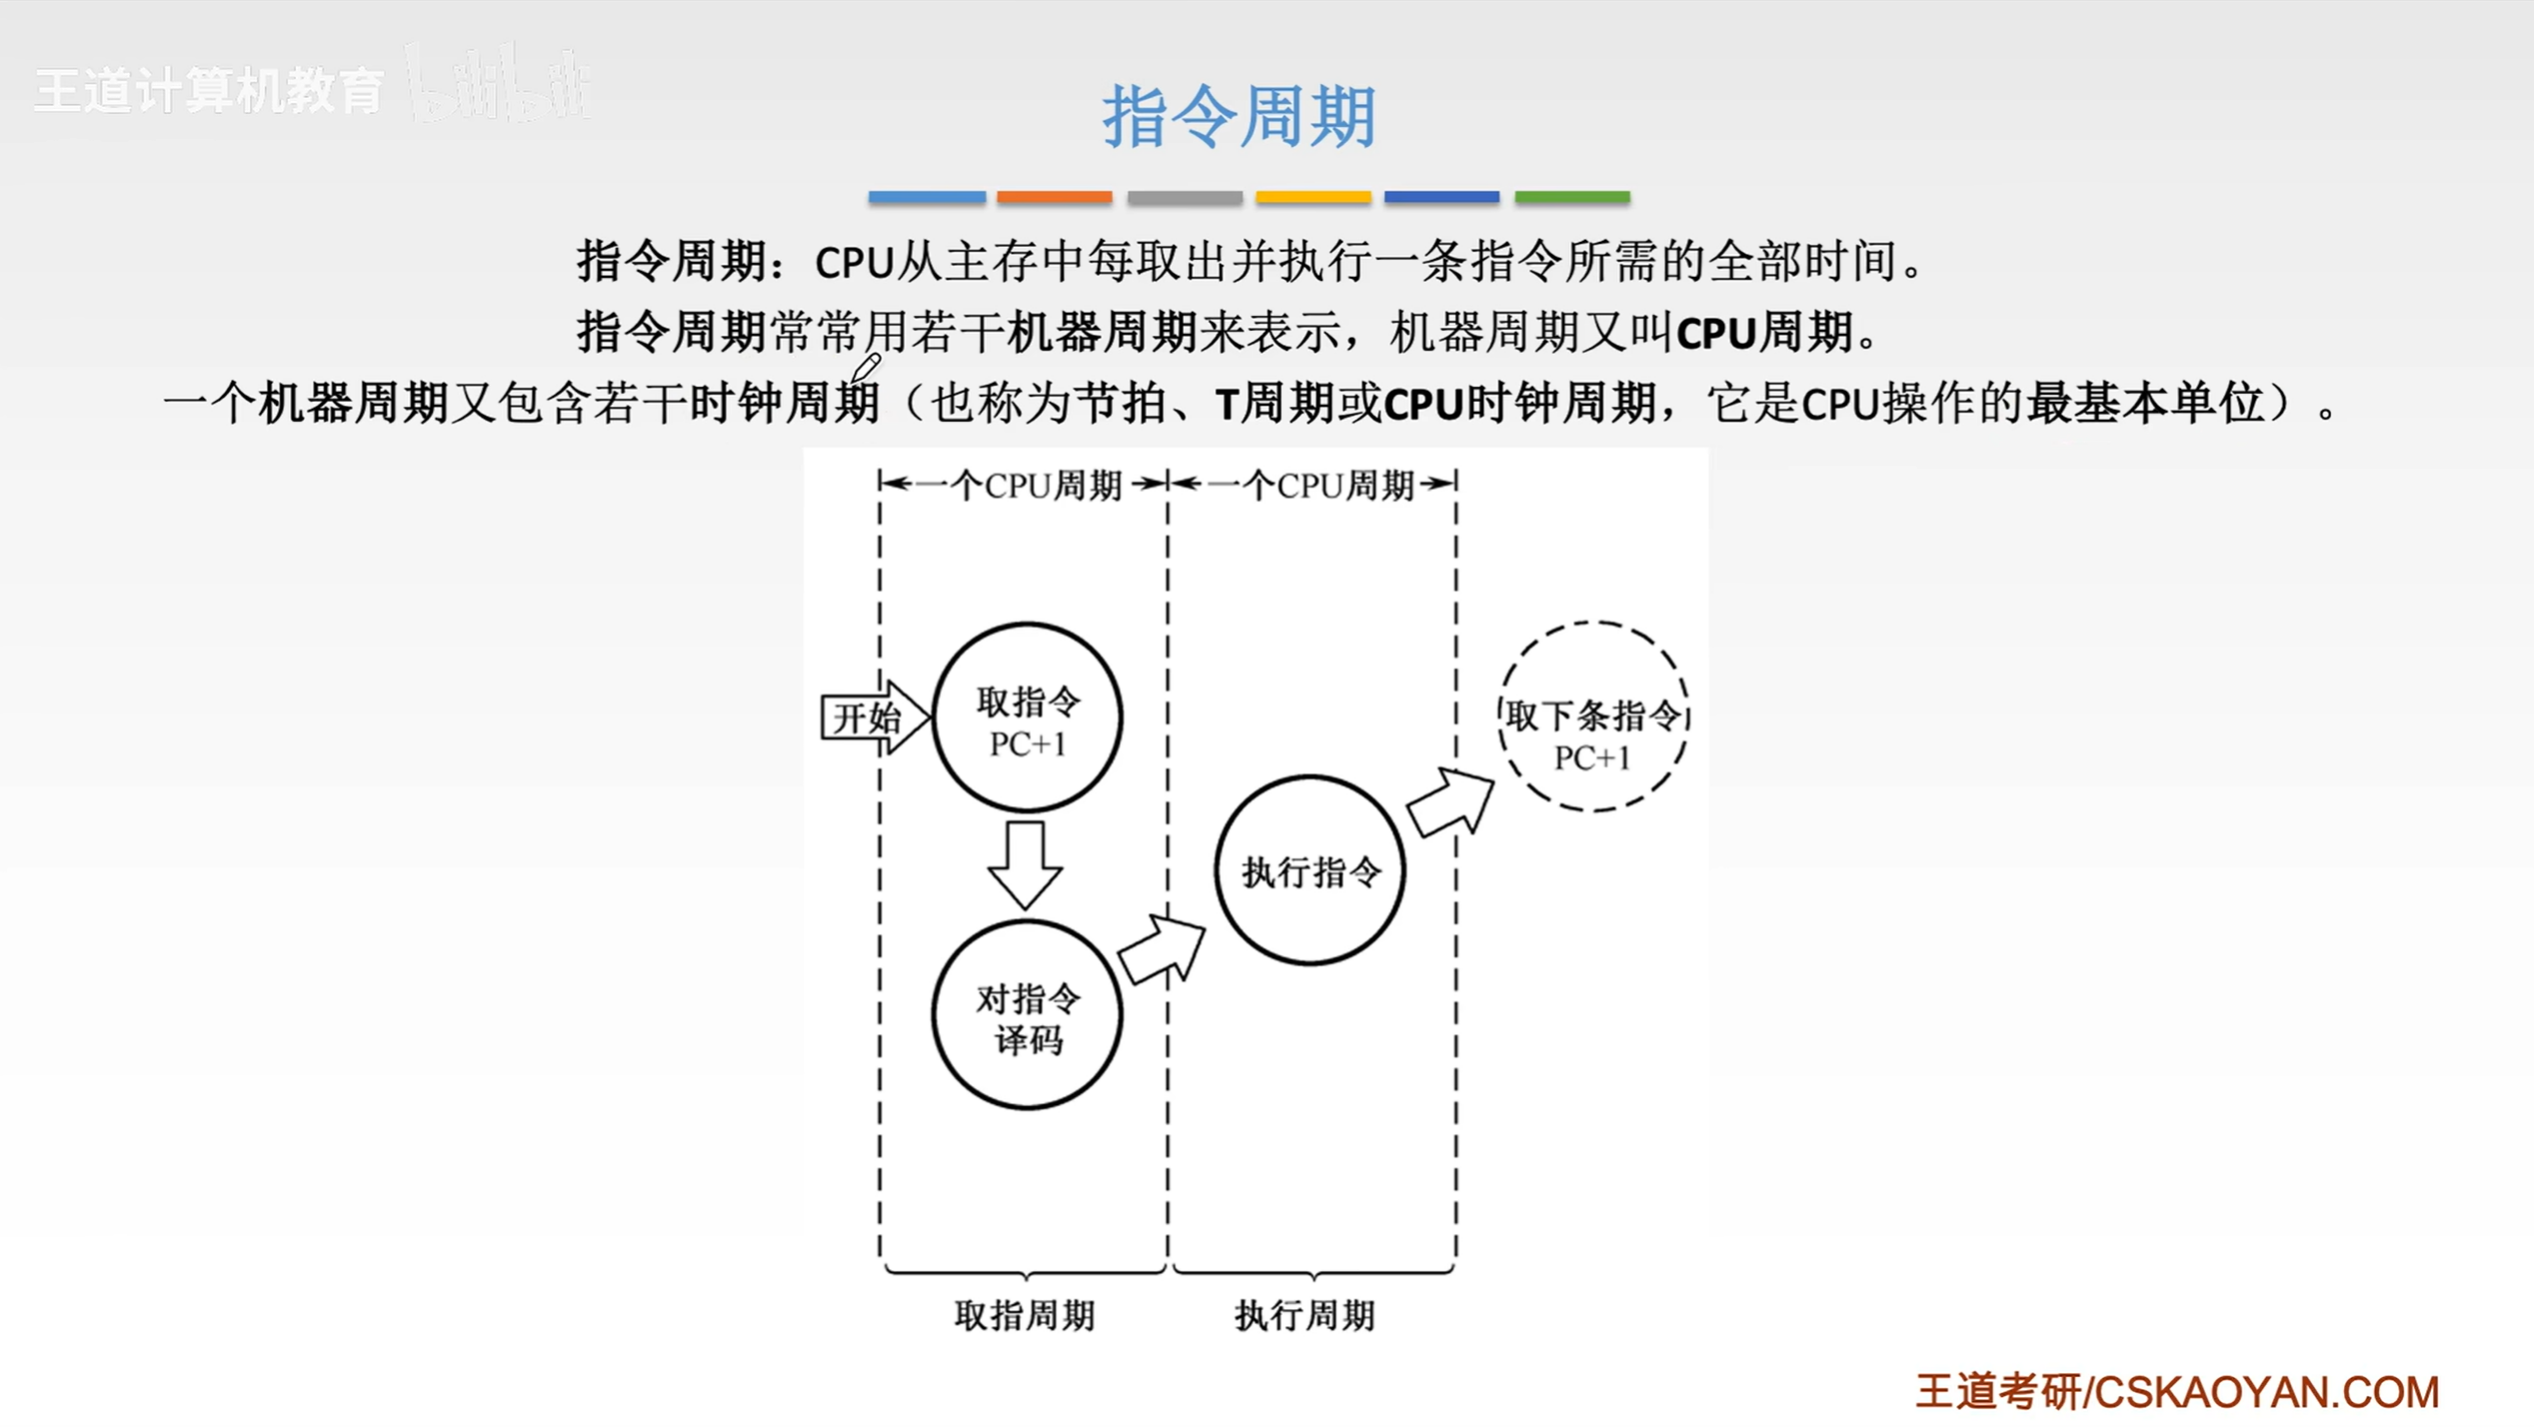 王道计算机教育 bilibili
指令周期
指令周期：CPU从主存中每取出并执行一条指令所需的全部时间。
指令周期常常用若干机器周期来表示，机器周期又叫CPU周期。
一个机器周期又包含若干时钟周期（也称为节拍、T周期或CPU时钟周期，它是CPU操作的最基本单位）。
一个CPU周期
一个CPU周期
开始
取指令
PC+1
对指令
译码
执行指令
取下条指令
PC+1
取指周期
执行周期
王道考研/CSKAOYAN.COM